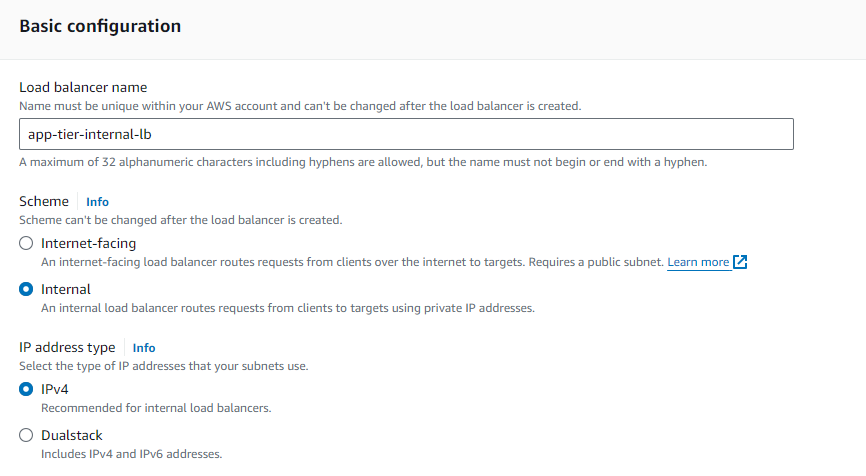 Basic configuration
Load balancer name
Name must be unique within your AWS account and can't be changed after the load balancer is created.
app-tier-internal-lb
A maximum of 32 alphanumeric characters including hyphens are allowed, but the name must not begin or end with a hyphen.
Scheme Info
Scheme can't be changed after the load balancer is created.
Internet-facing
An internet-facing load balancer routes requests from clients over the internet to targets. Requires a public subnet. Learn more
Internal
An internal load balancer routes requests from clients to targets using private IP addresses.
IP address type Info
Select the type of IP addresses that your subnets use.
IPv4
Recommended for internal load balancers.
Dualstack
Includes IPv4 and IPv6 addresses.